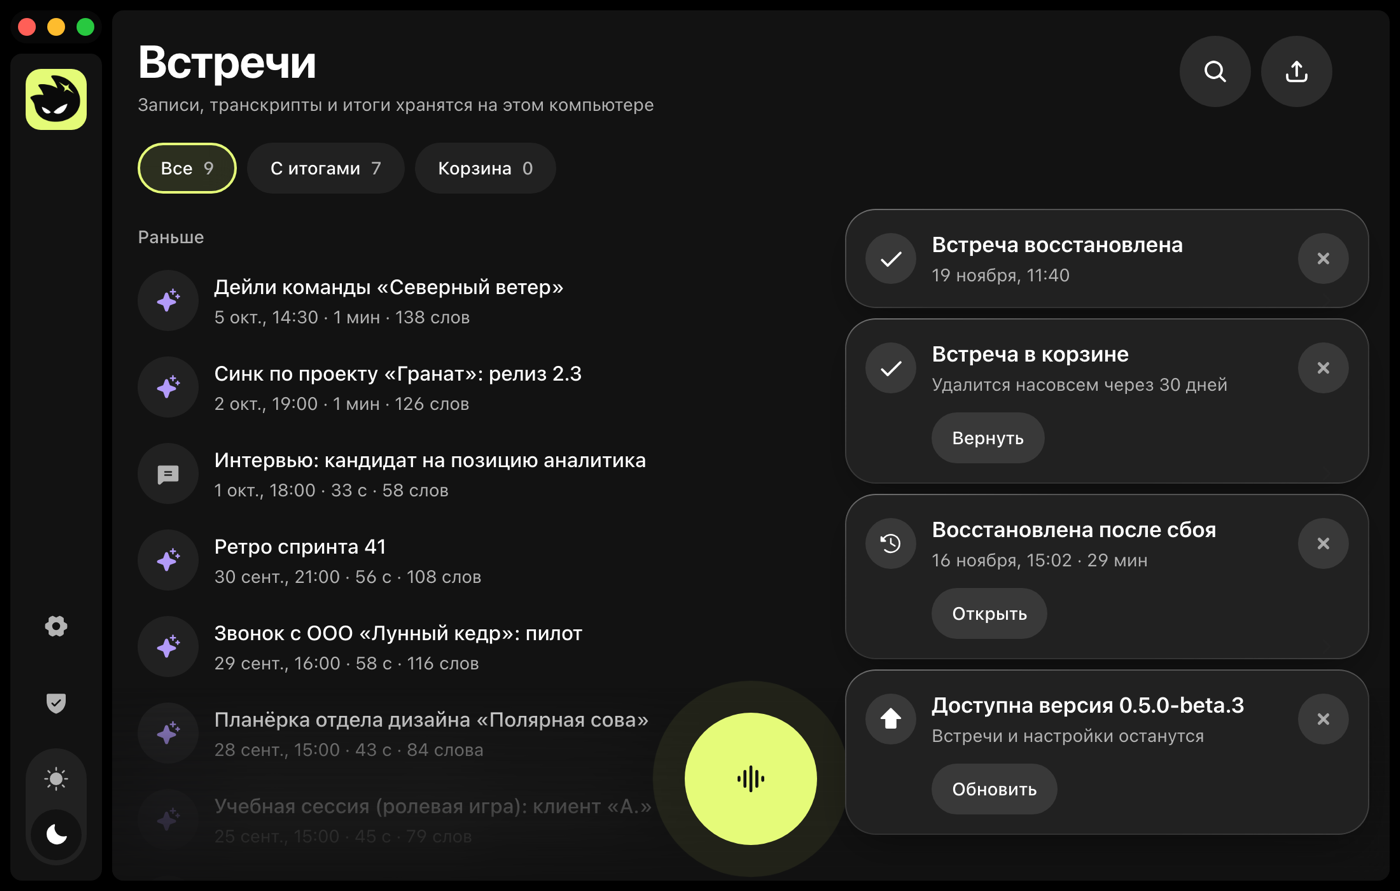 Встречи
Записи, транскрипты и итоги хранятся на этом компьютере
Все 9
С итогами 7
Корзина 0
Раньше
Дейли команды «Северный ветер»
5 окт., 14:30 · 1 мин · 138 слов
Синк по проекту «Гранат»: релиз 2.3
2 окт., 19:00 · 1 мин · 126 слов
Интервью: кандидат на позицию аналитика
1 окт., 18:00 · 33 с · 58 слов
Ретро спринта 41
30 сент., 21:00 · 56 с · 108 слов
Звонок с ООО «Лунный кедр»: пилот
29 сент., 16:00 · 58 с · 116 слов
Планёрка отдела дизайна «Полярная сова»
28 сент., 15:00 · 43 с · 84 слова
Учебная сессия (ролевая игра): клиент «А.»
25 сент., 15:00 · 45 с · 79 слов
Встреча восстановлена
19 ноября, 11:40
Встреча в корзине
Удалится насовсем через 30 дней
Вернуть
Восстановлена после сбоя
16 ноября, 15:02 · 29 мин
Открыть
Доступна версия 0.5.0-beta.3
Встречи и настройки останутся
Обновить